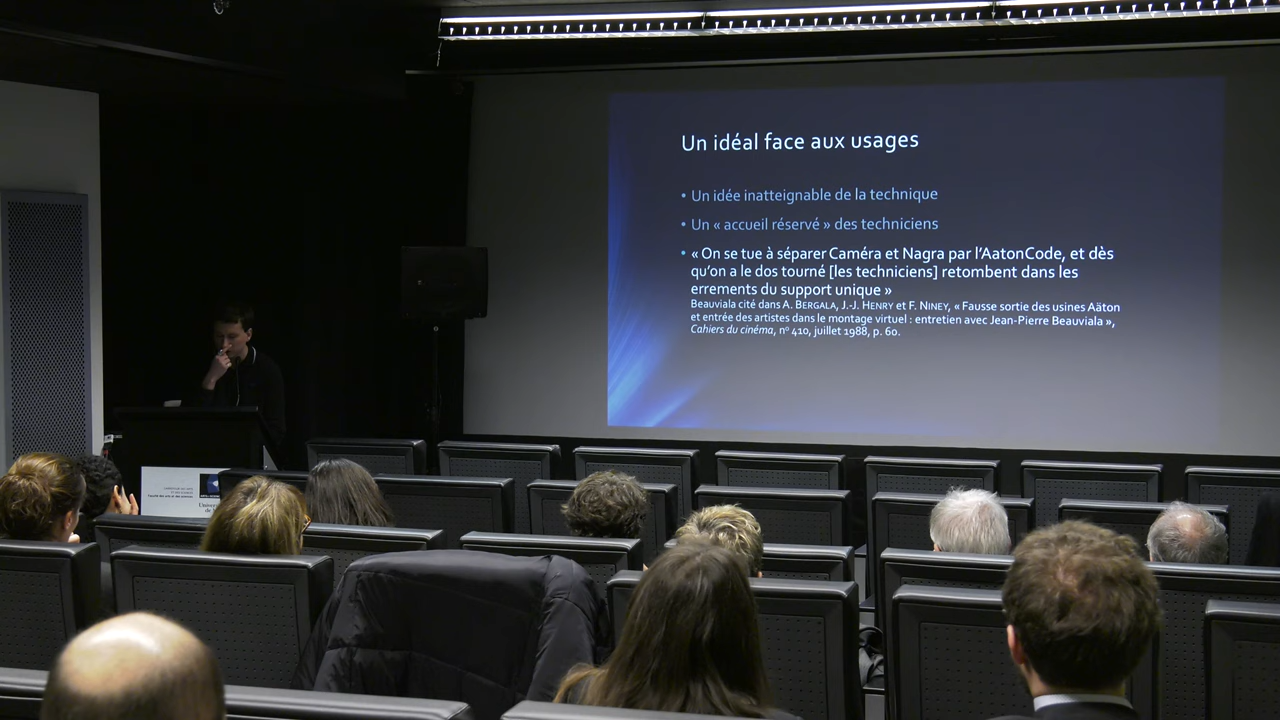 Un idéal face aux usages
• Un idée inatteignable de la technique
• Un « accueil réservé » des techniciens
• « On se tue à séparer Caméra et Nagra par l'AatonCode, et dès
qu'on a le dos tourné [les techniciens] retombent dans les
errements du support unique »
Beauviala cité dans A. BERGALA, J.-J. HENRY et F. NINEY, « Fausse sortie des usines Aäton
et entrée des artistes dans le montage virtuel : entretien avec Jean-Pierre Beauviala »,
Cahiers du cinéma, nº 410, juillet 1988, p. 60.